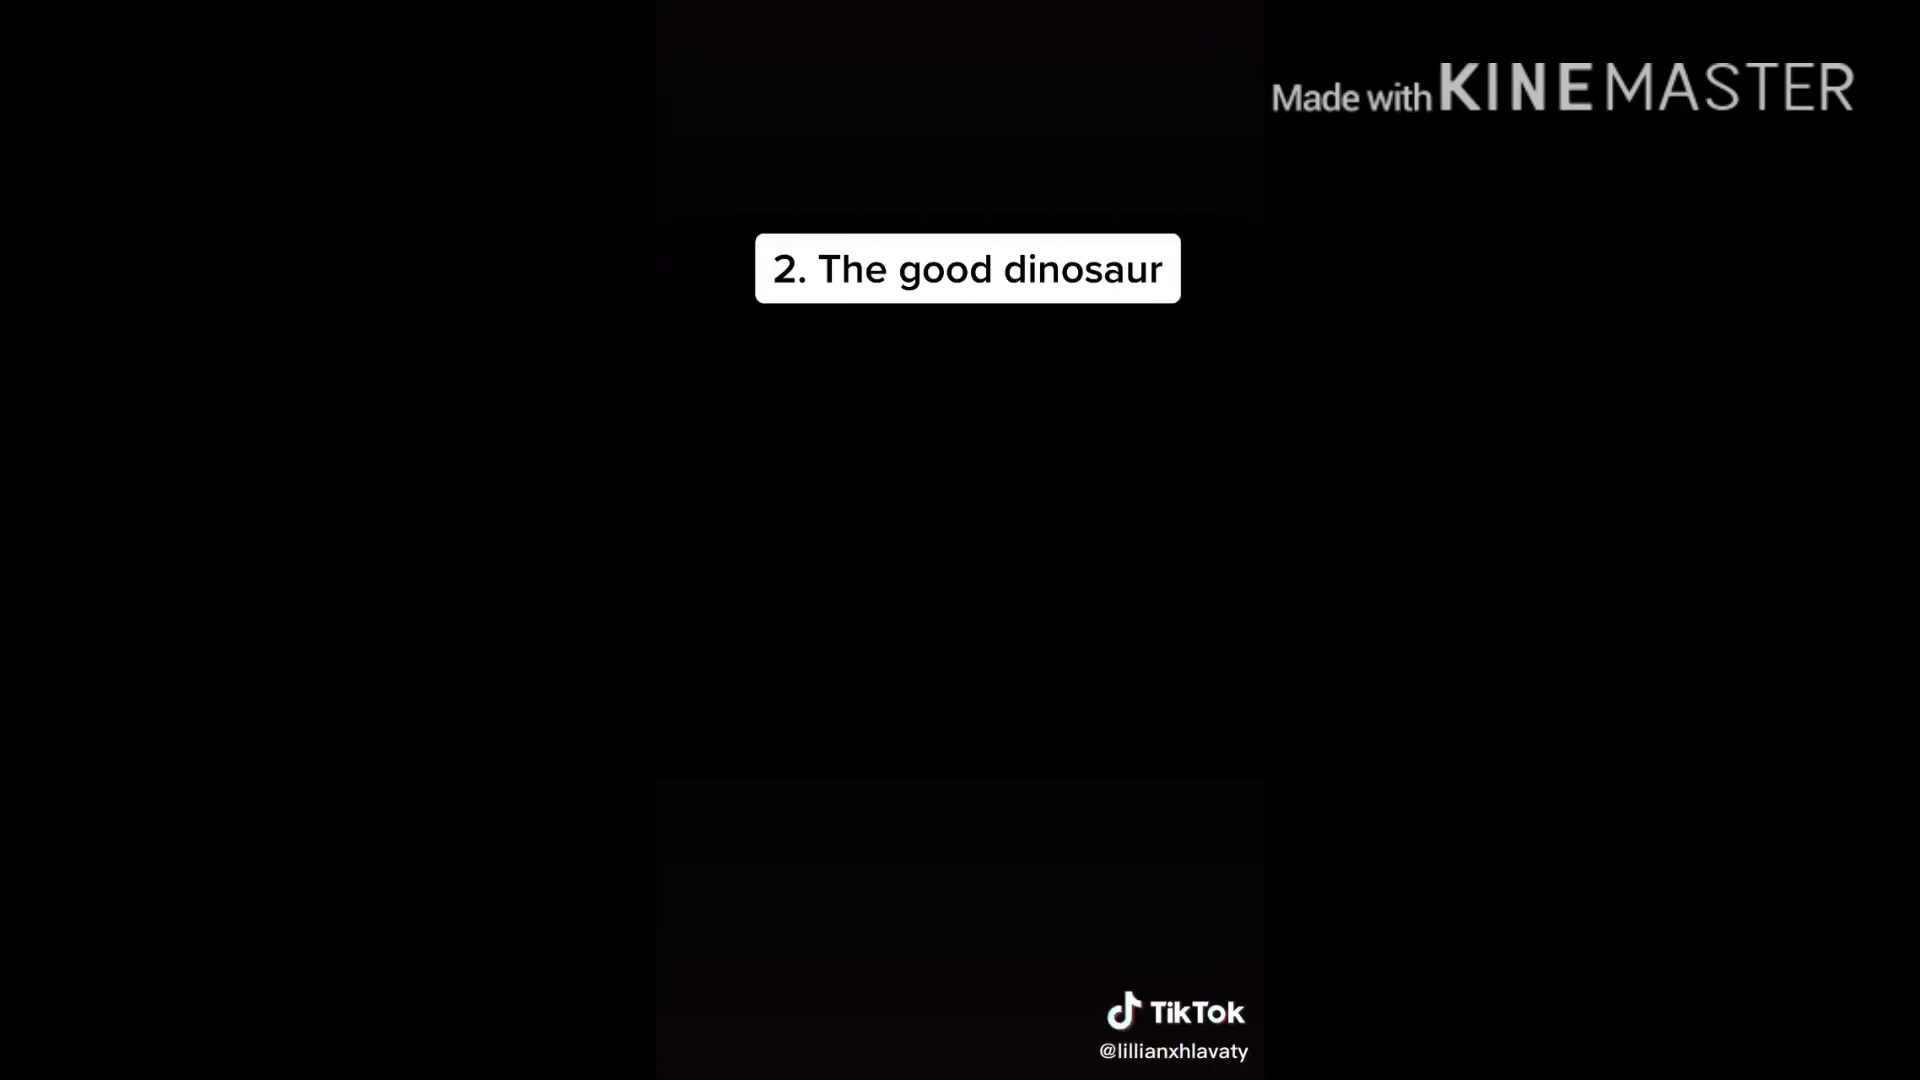 Made with KINEMASTER
2. The good dinosaur
TikTok
@lillianxhlavaty